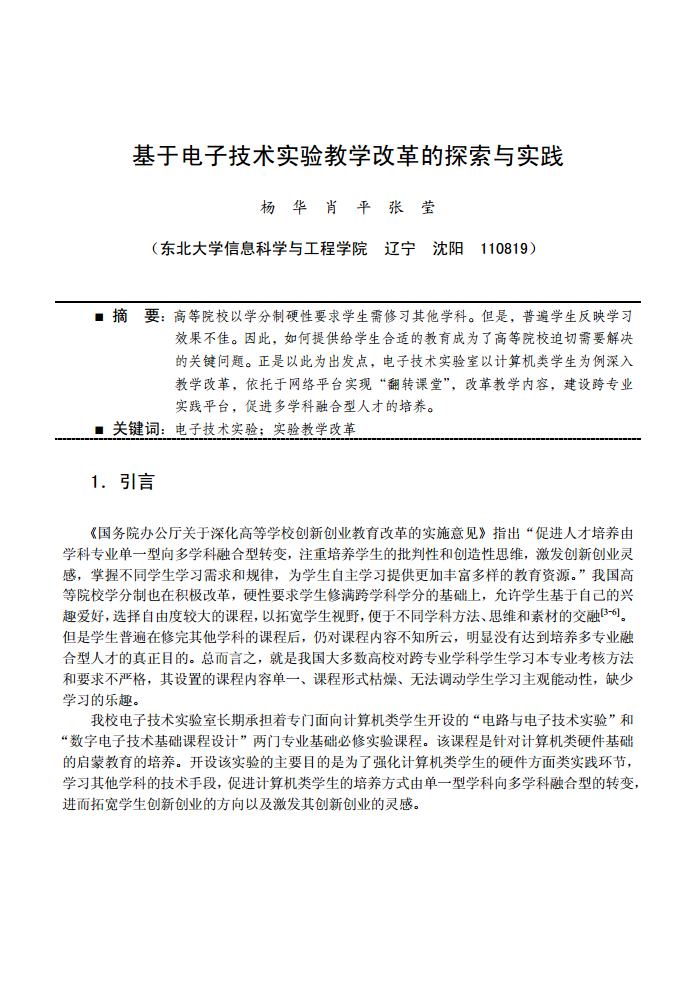 基于电子技术实验教学改革的探索与实践
杨 华 肖 平 张 莹
（东北大学信息科学与工程学院 辽宁 沈阳 110819）
■ 摘 要：高等院校以学分制硬性要求学生需修习其他学科。但是，普遍学生反映学习
效果不佳。因此，如何提供给学生合适的教育成为了高等院校迫切需要解决
的关键问题。正是以此为出发点，电子技术实验室以计算机类学生为例深入
教学改革，依托于网络平台实现“翻转课堂”，改革教学内容，建设跨专业
实践平台，促进多学科融合型人才的培养。
■ 关键词：电子技术实验；实验教学改革
1．引言
《国务院办公厅关于深化高等学校创新创业教育改革的实施意见》指出“促进人才培养由
学科专业单一型向多学科融合型转变，注重培养学生的批判性和创造性思维，激发创新创业灵
感，掌握不同学生学习需求和规律，为学生自主学习提供更加丰富多样的教育资源。”我国高
等院校学分制也在积极改革，硬性要求学生修满跨学科学分的基础上，允许学生基于自己的兴
趣爱好，选择自由度较大的课程，以拓宽学生视野，便于不同学科方法、思维和素材的交融[3-6]。
但是学生普遍在修完其他学科的课程后，仍对课程内容不知所云，明显没有达到培养多专业融
合型人才的真正目的。总而言之，就是我国大多数高校对跨专业学科学生学习本专业考核方法
和要求不严格，其设置的课程内容单一、课程形式枯燥、无法调动学生学习主观能动性，缺少
学习的乐趣。
我校电子技术实验室长期承担着专门面向计算机类学生开设的“电路与电子技术实验”和
“数字电子技术基础课程设计”两门专业基础必修实验课程。该课程是针对计算机类硬件基础
的启蒙教育的培养。开设该实验的主要目的是为了强化计算机类学生的硬件方面类实践环节，
学习其他学科的技术手段，促进计算机类学生的培养方式由单一型学科向多学科融合型的转变，
进而拓宽学生创新创业的方向以及激发其创新创业的灵感。